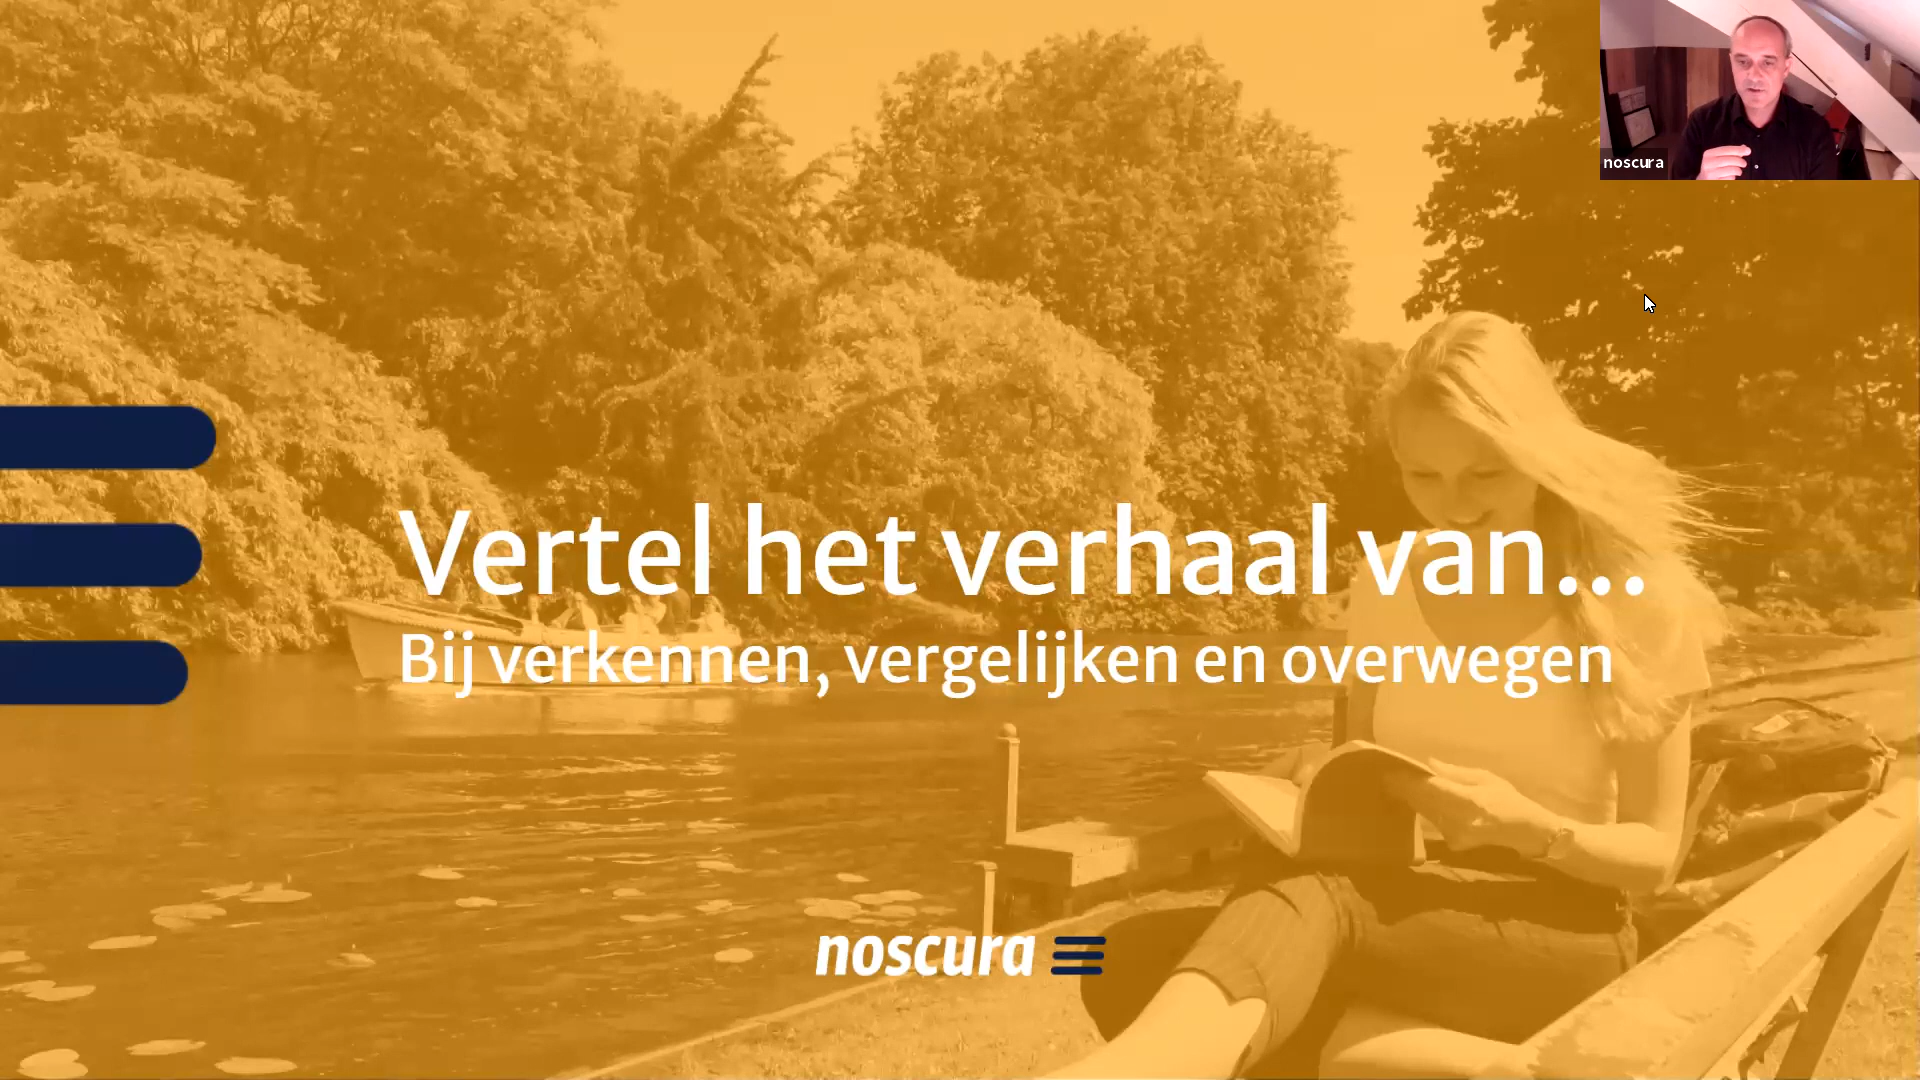 noscura
Vertel het verhaal van...
Bij verkennen, vergelijken en overwegen
noscura